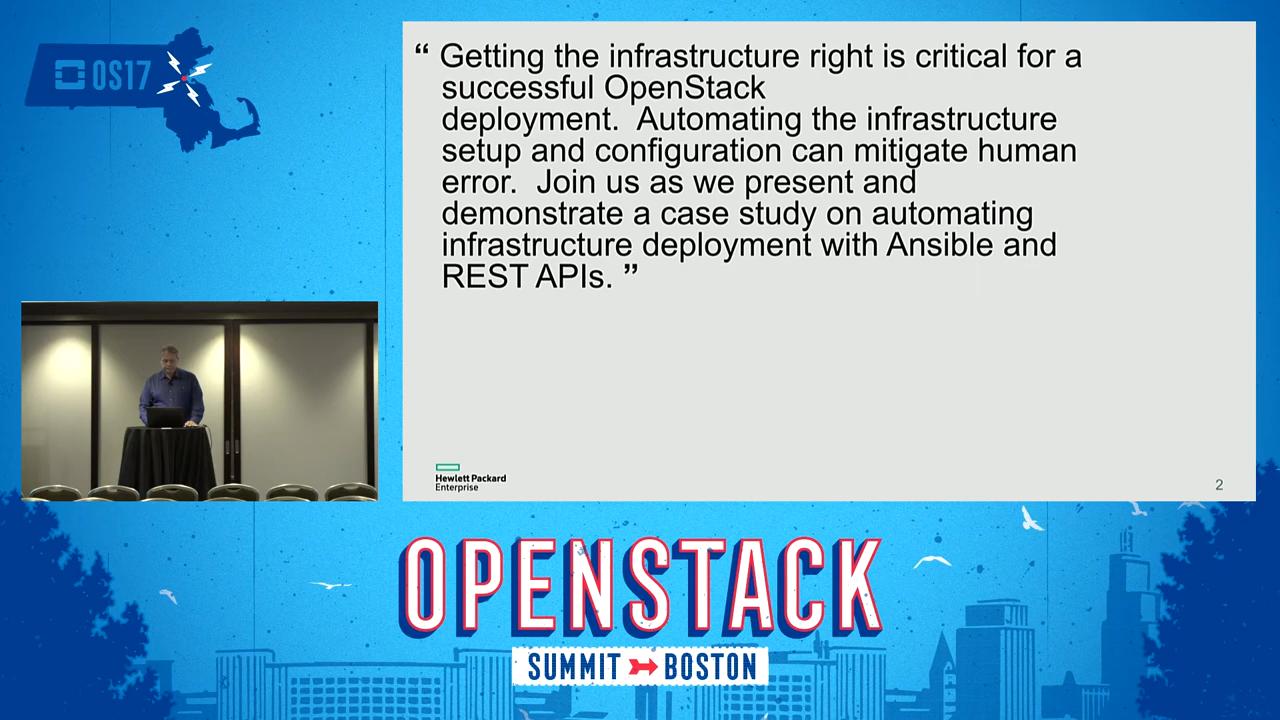 OS17
“ Getting the infrastructure right is critical for a
successful OpenStack
deployment.  Automating the infrastructure
setup and configuration can mitigate human
error.  Join us as we present and
demonstrate a case study on automating
infrastructure deployment with Ansible and
REST APIs. ”
Hewlett Packard
Enterprise
2
OPENSTACK
SUMMIT BOSTON